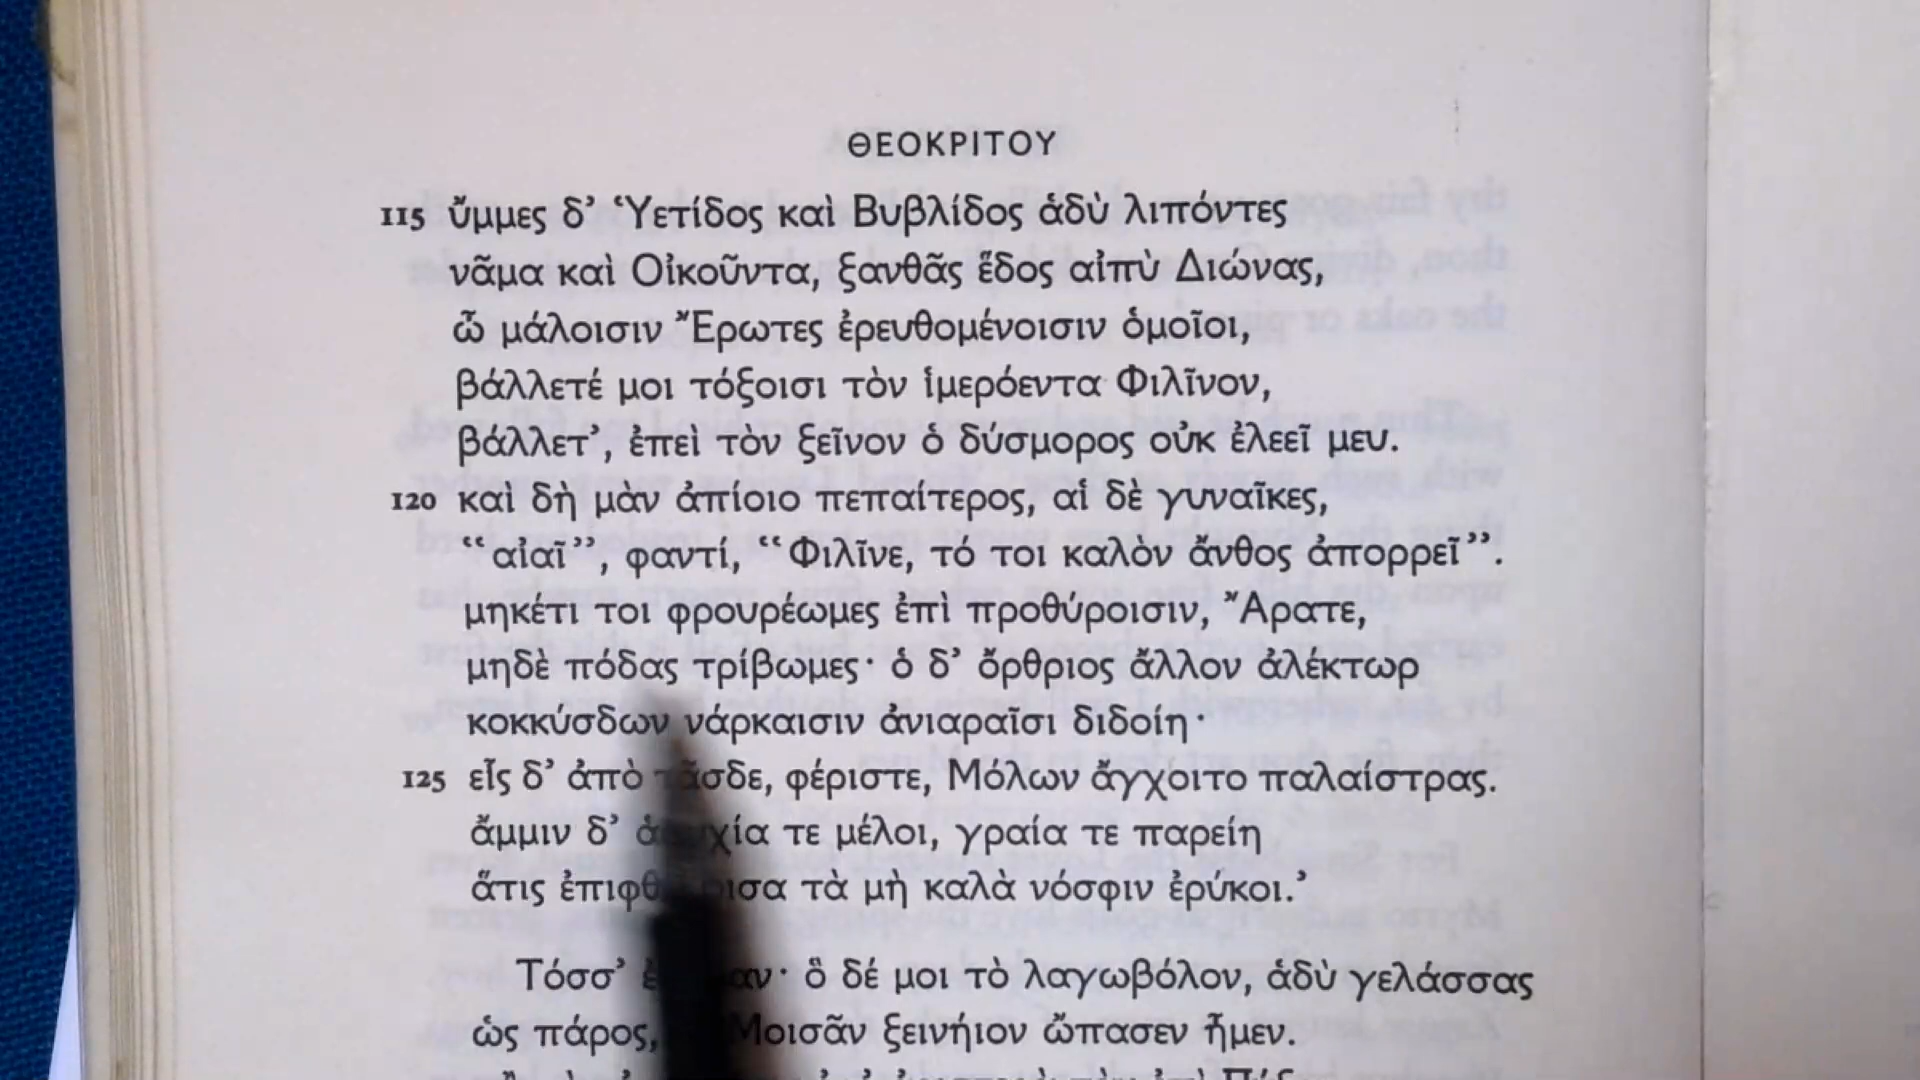 ΘΕΟΚΡΙΤΟΥ
115 ὔμμες δ’ Ὑετίδος καὶ Βυβλίδος ἁδὺ λιπόντες
νᾶμα καὶ Οἰκοῦντα, ξανθᾶς ἕδος αἰπὺ Διώνας,
ὦ μάλοισιν Ἔρωτες ἐρευθομένοισιν ὁμοῖοι,
βάλλετέ μοι τόξοισι τὸν ἱμερόεντα Φιλῖνον,
βάλλετ’, ἐπεὶ τὸν ξεῖνον ὁ δύσμορος οὐκ ἐλεεῖ μευ.
120 καὶ δὴ μὰν ἀπίοιο πεπαίτερος, αἱ δὲ γυναῖκες,
“αἰαῖ”, φαντί, “Φιλῖνε, τό τοι καλὸν ἄνθος ἀπορρεῖ”.
μηκέτι τοι φρουρέωμες ἐπὶ προθύροισιν, Ἄρατε,
μηδὲ πόδας τρίβωμες· ὁ δ’ ὄρθριος ἄλλον ἀλέκτωρ
κοκκύσδων νάρκαισιν ἀνιαραῖσι διδοίη·
125 εἷς δ’ ἀπὸ τᾶσδε, φέριστε, Μόλων ἄγχοιτο παλαίστρας.
ἄμμιν δ’ τε μέλοι, γραία τε παρείη
ἅτις τὰ μὴ καλὰ νόσφιν ἐρύκοι.’
Τόσσ’ ὃ δέ μοι τὸ λαγωβόλον, ἁδὺ γελάσσας
ὡς πάρος, Μοισᾶν ξεινήιον ὤπασεν ἦμεν.